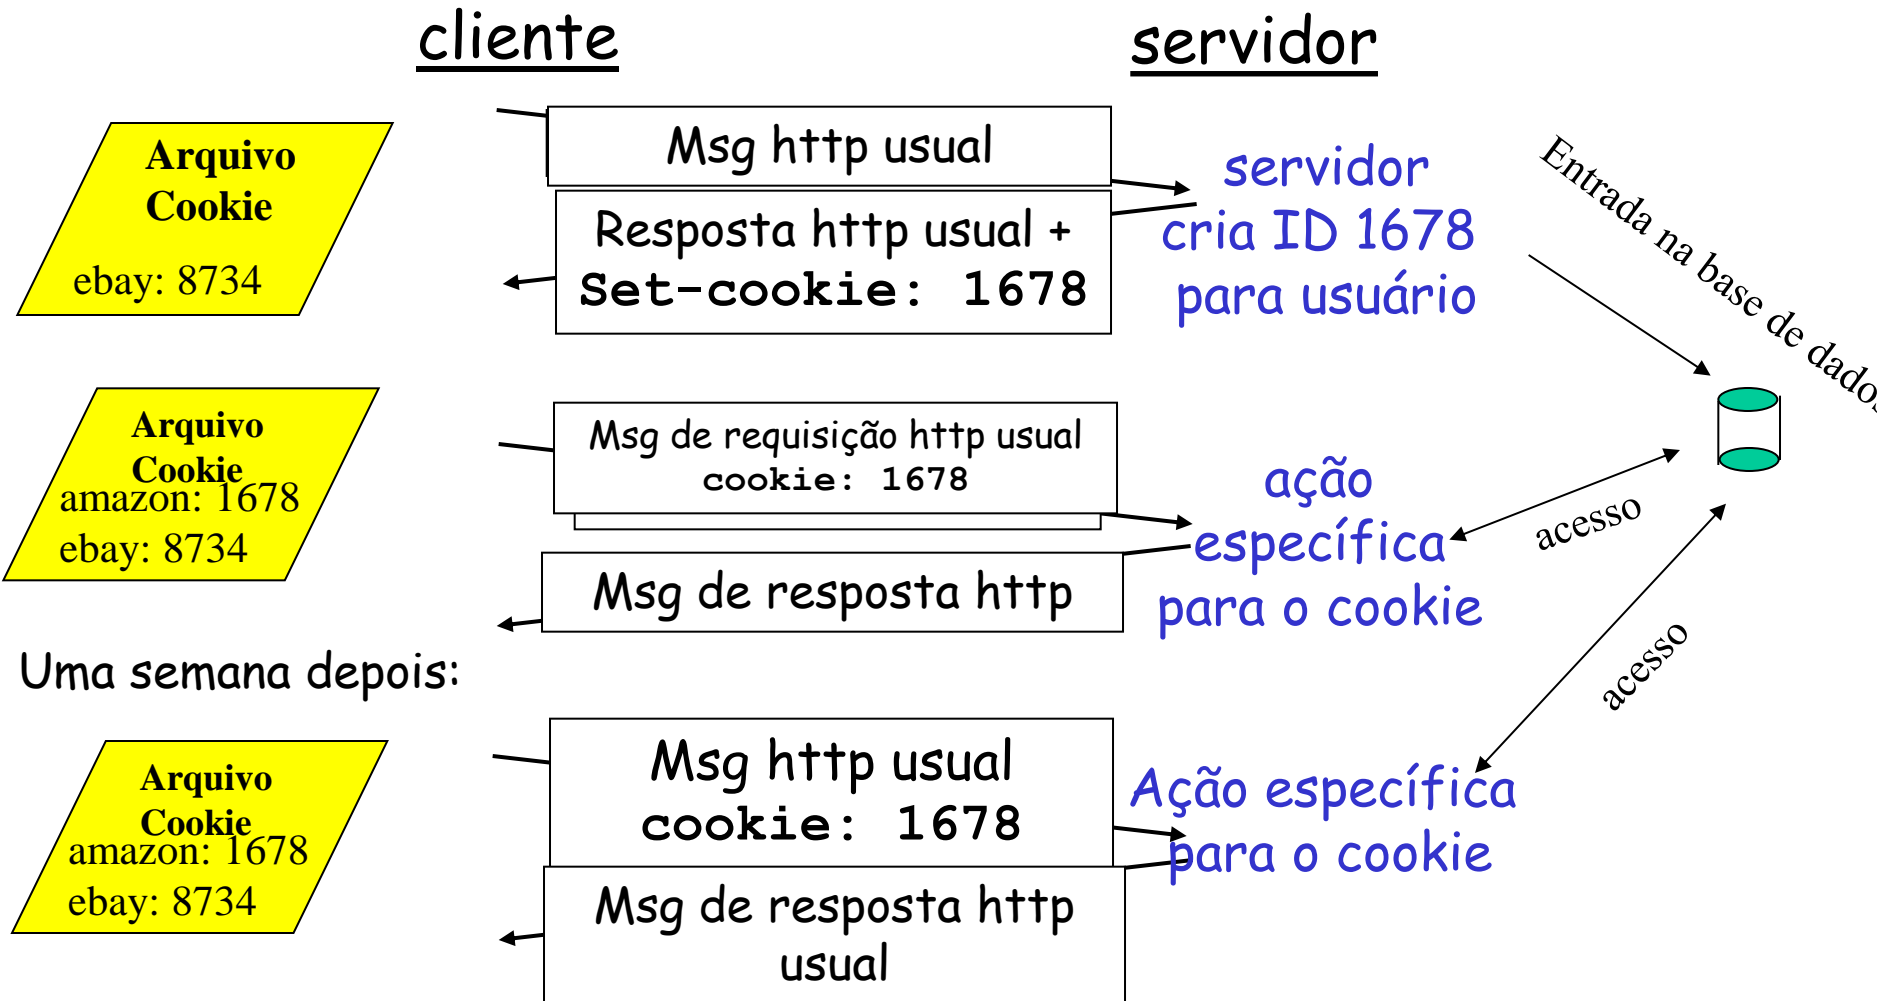 cliente
servidor
Arquivo
Cookie
ebay: 8734
Msg http usual
Resposta http usual +
Set-cookie: 1678
servidor
cria ID 1678
para usuário
Entrada na base de dados
Arquivo
Cookie
amazon: 1678
ebay: 8734
Msg de requisição http usual
cookie: 1678
Msg de resposta http
ação
específica
para o cookie
acesso
acesso
Uma semana depois:
Arquivo
Cookie
amazon: 1678
ebay: 8734
Msg http usual
cookie: 1678
Msg de resposta http
usual
Ação específica
para o cookie